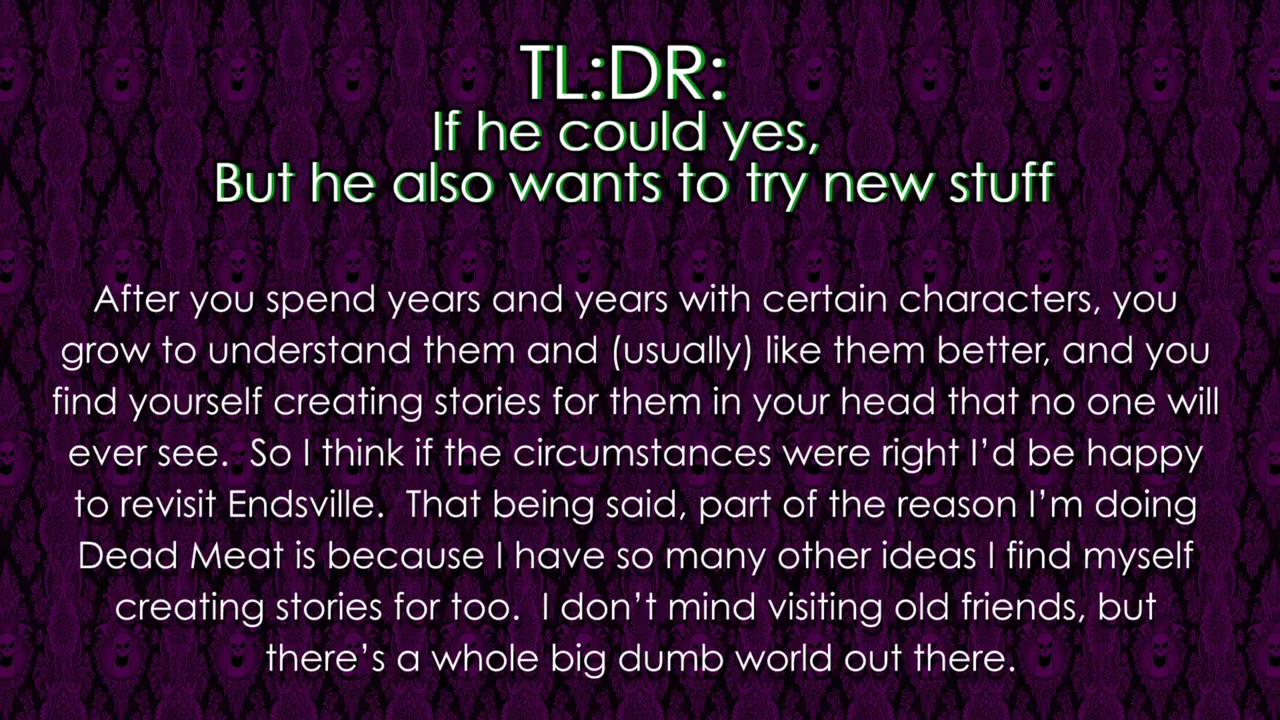 TL:DR:
If he could yes,
But he also wants to try new stuff
After you spend years and years with certain characters, you
grow to understand them and (usually) like them better, and you
find yourself creating stories for them in your head that no one will
ever see.  So I think if the circumstances were right I’d be happy
to revisit Endsville.  That being said, part of the reason I’m doing
Dead Meat is because I have so many other ideas I find myself
creating stories for too.  I don’t mind visiting old friends, but
there’s a whole big dumb world out there.